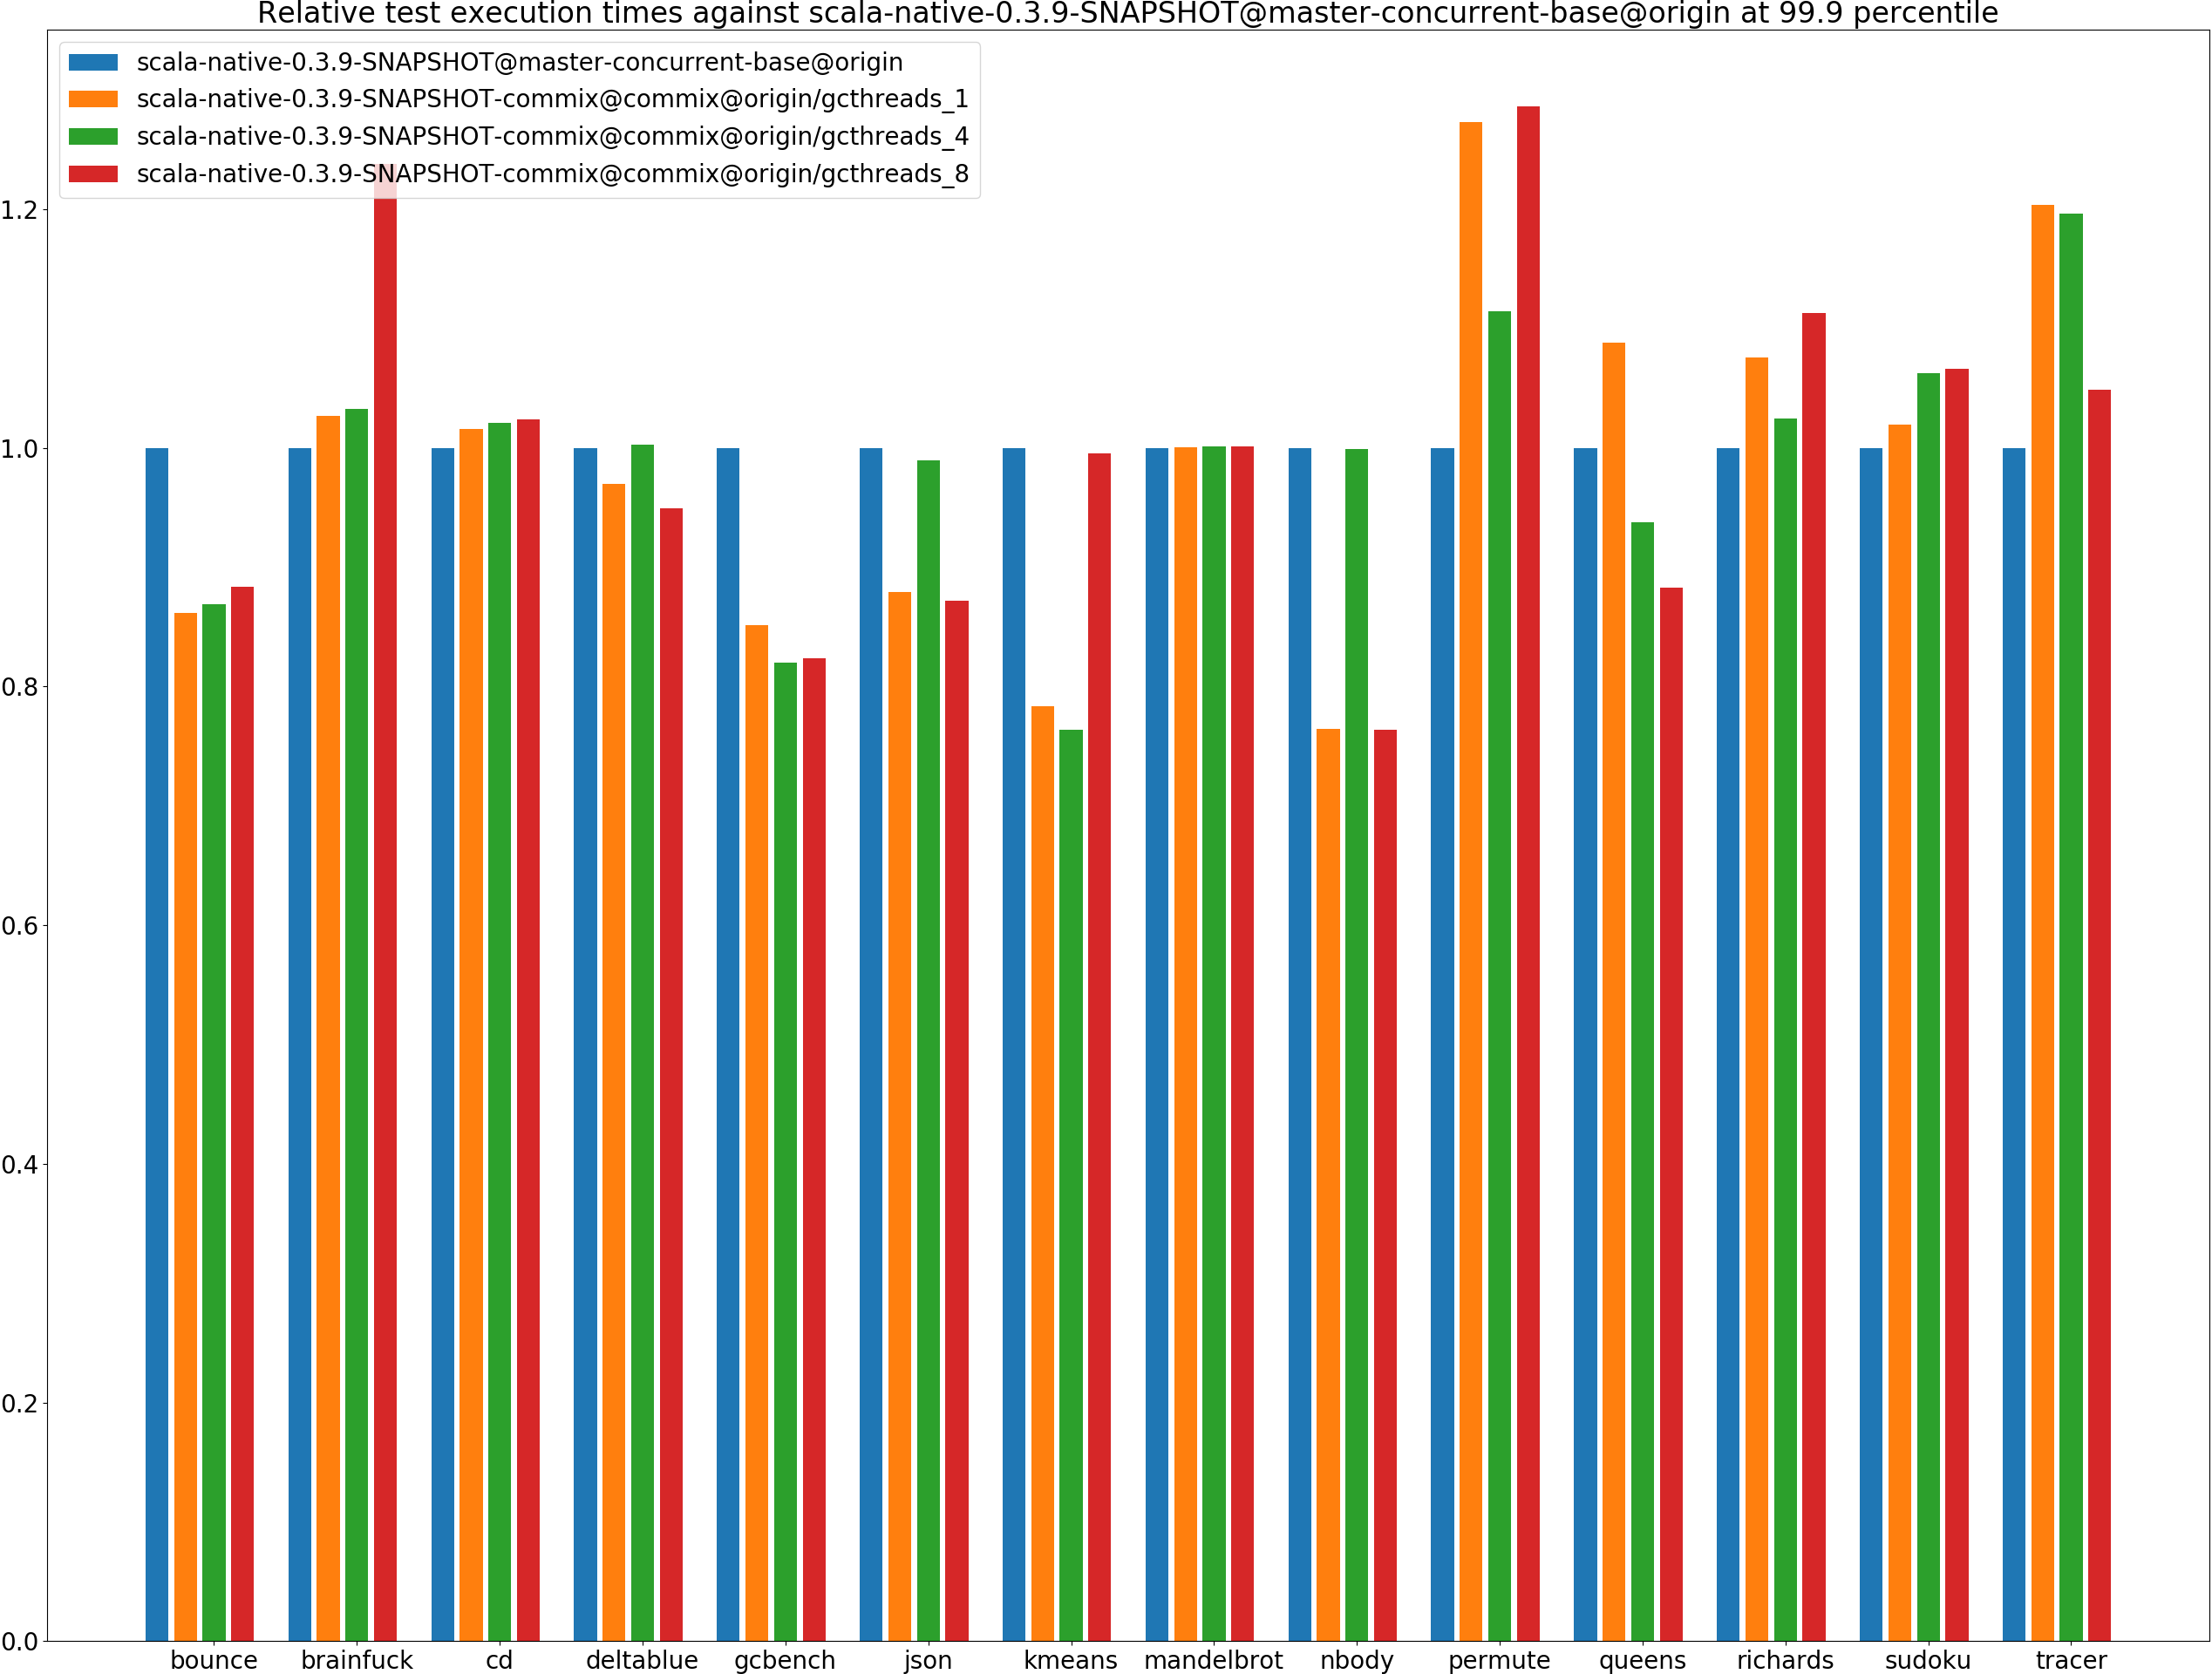 Relative test execution times against scala-native-0.3.9-SNAPSHOT@master-concurrent-base@origin at 99.9 percentile
scala-native-0.3.9-SNAPSHOT@master-concurrent-base@origin
scala-native-0.3.9-SNAPSHOT-commix@commix@origin/gcthreads_1
scala-native-0.3.9-SNAPSHOT-commix@commix@origin/gcthreads_4
scala-native-0.3.9-SNAPSHOT-commix@commix@origin/gcthreads_8
1.2
1.0
0.8
0.6
0.4
0.2
0.0
bounce brainfuck cd deltablue gcbench json kmeans mandelbrot nbody permute queens richards sudoku tracer